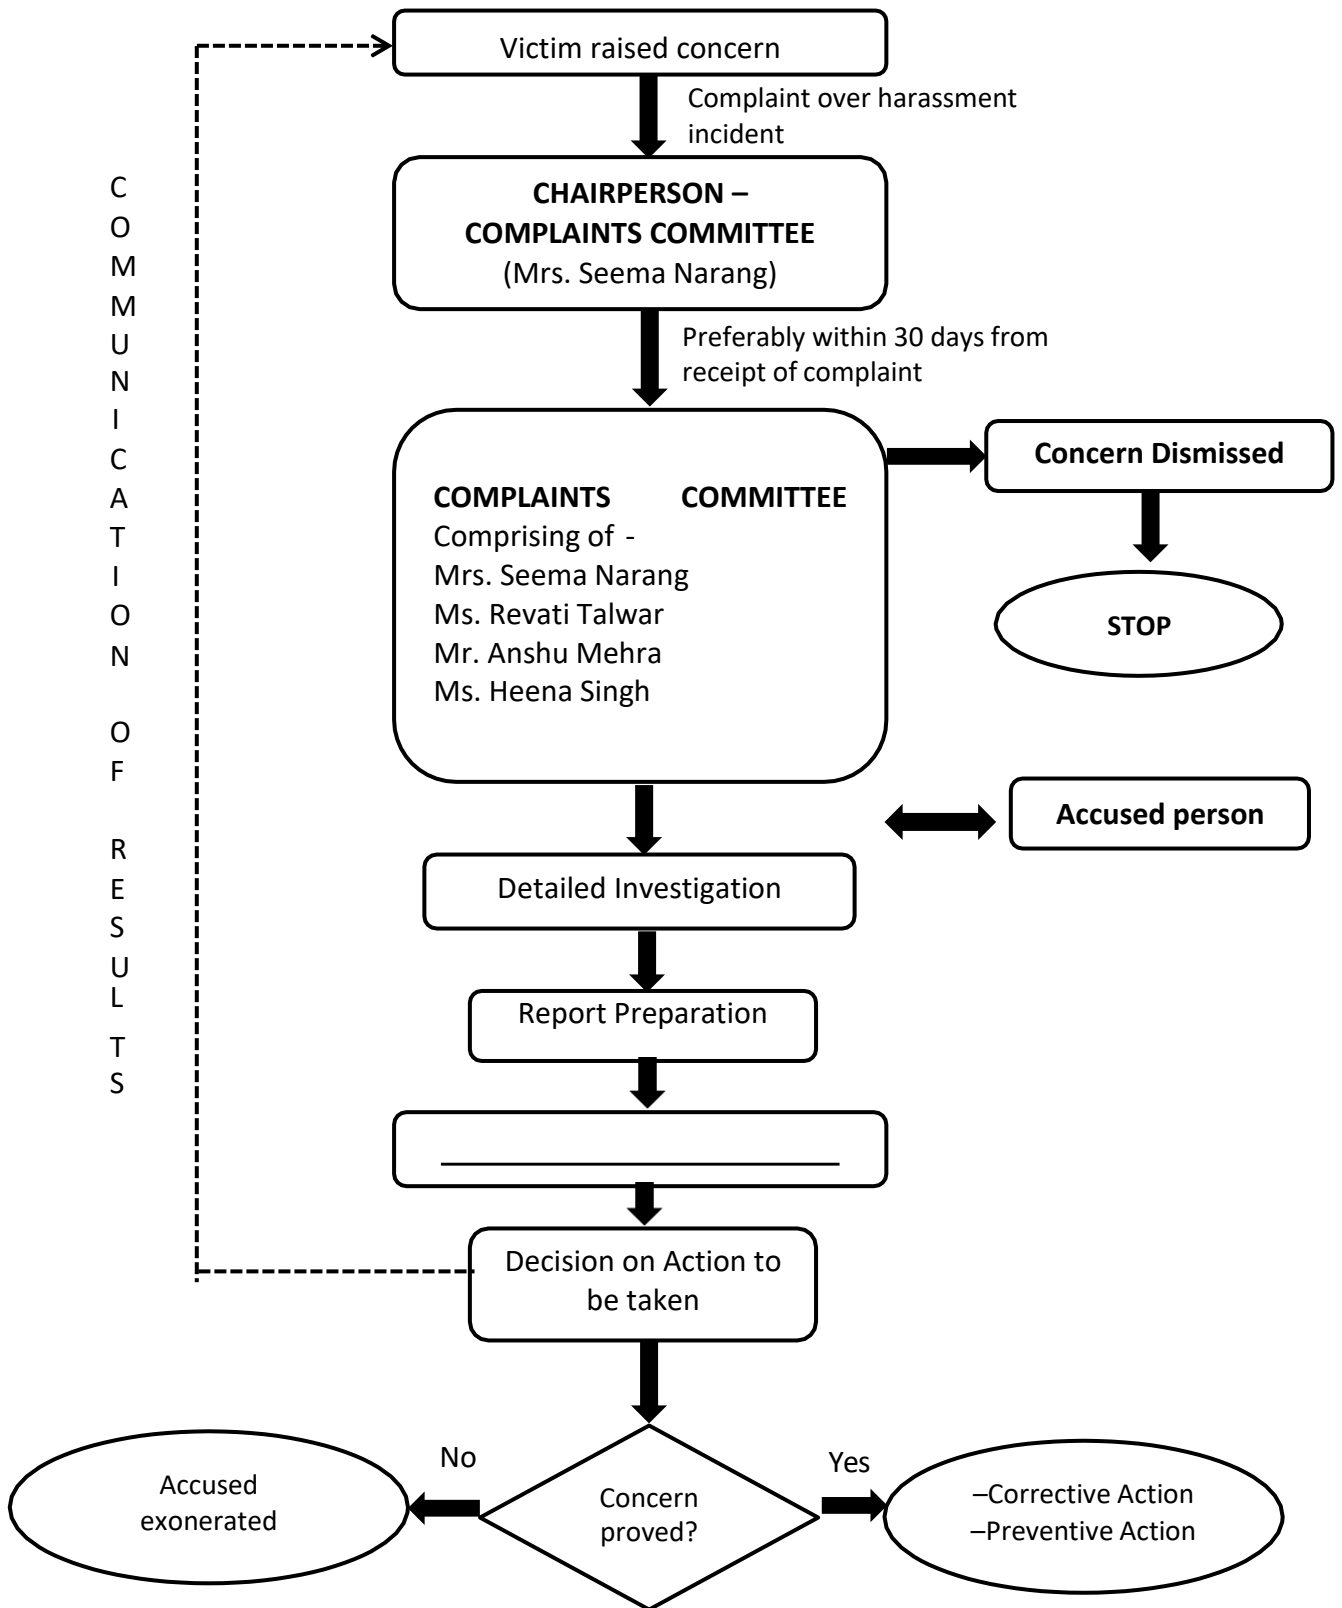 Victim raised concern
Complaint over harassment
incident
CHAIRPERSON –
COMPLAINTS COMMITTEE
(Mrs. Seema Narang)
Preferably within 30 days from
receipt of complaint
COMPLAINTS COMMITTEE
Comprising of -
Mrs. Seema Narang
Ms. Revati Talwar
Mr. Anshu Mehra
Ms. Heena Singh
Concern Dismissed
STOP
Accused person
Detailed Investigation
Report Preparation
Decision on Action to
be taken
Concern
proved?
No
Accused
exonerated
Yes
–Corrective Action
–Preventive Action
COMMUNICATION OF RESULTS